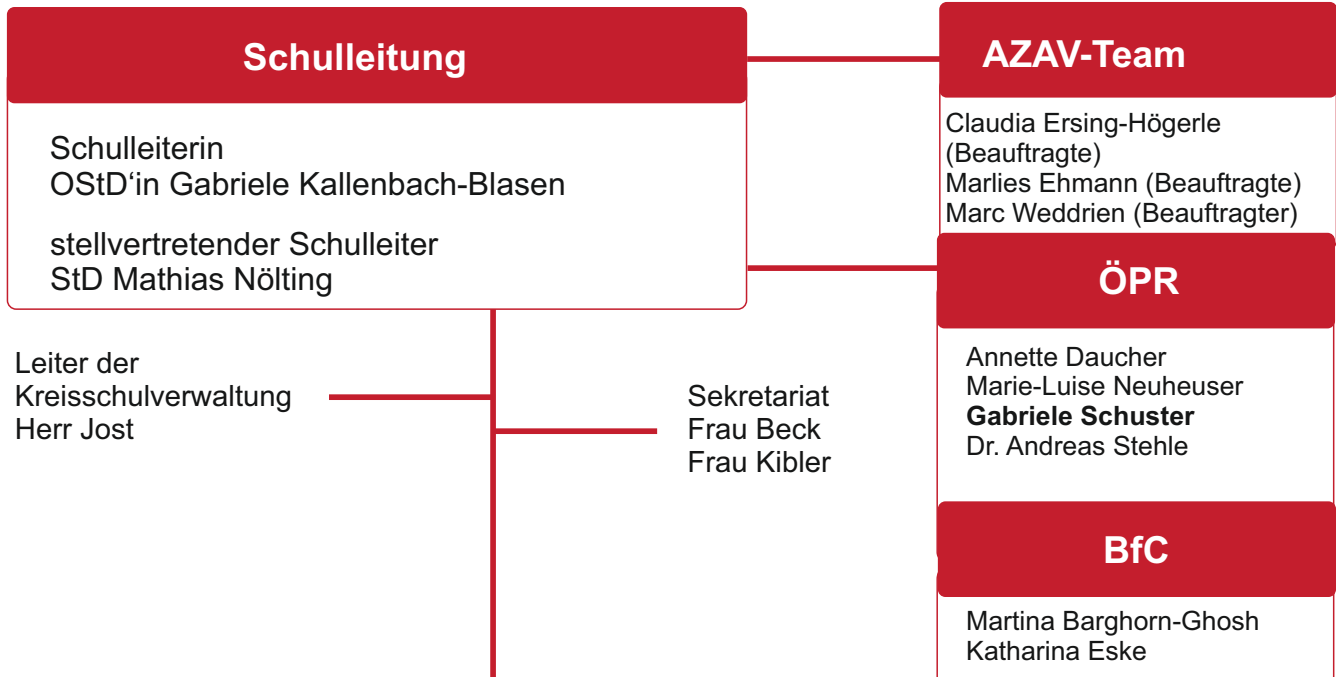 Schulleitung
Schulleiterin
OStD‘in Gabriele Kallenbach-Blasen
stellvertretender Schulleiter
StD Mathias Nölting
AZAV-Team
Claudia Ersing-Högerle
(Beauftragte)
Marlies Ehmann (Beauftragte)
Marc Weddrien (Beauftragter)
ÖPR
Annette Daucher
Marie-Luise Neuheuser
Gabriele Schuster
Dr. Andreas Stehle
Leiter der
Kreisschulverwaltung
Herr Jost
Sekretariat
Frau Beck
Frau Kibler
BfC
Martina Barghorn-Ghosh
Katharina Eske